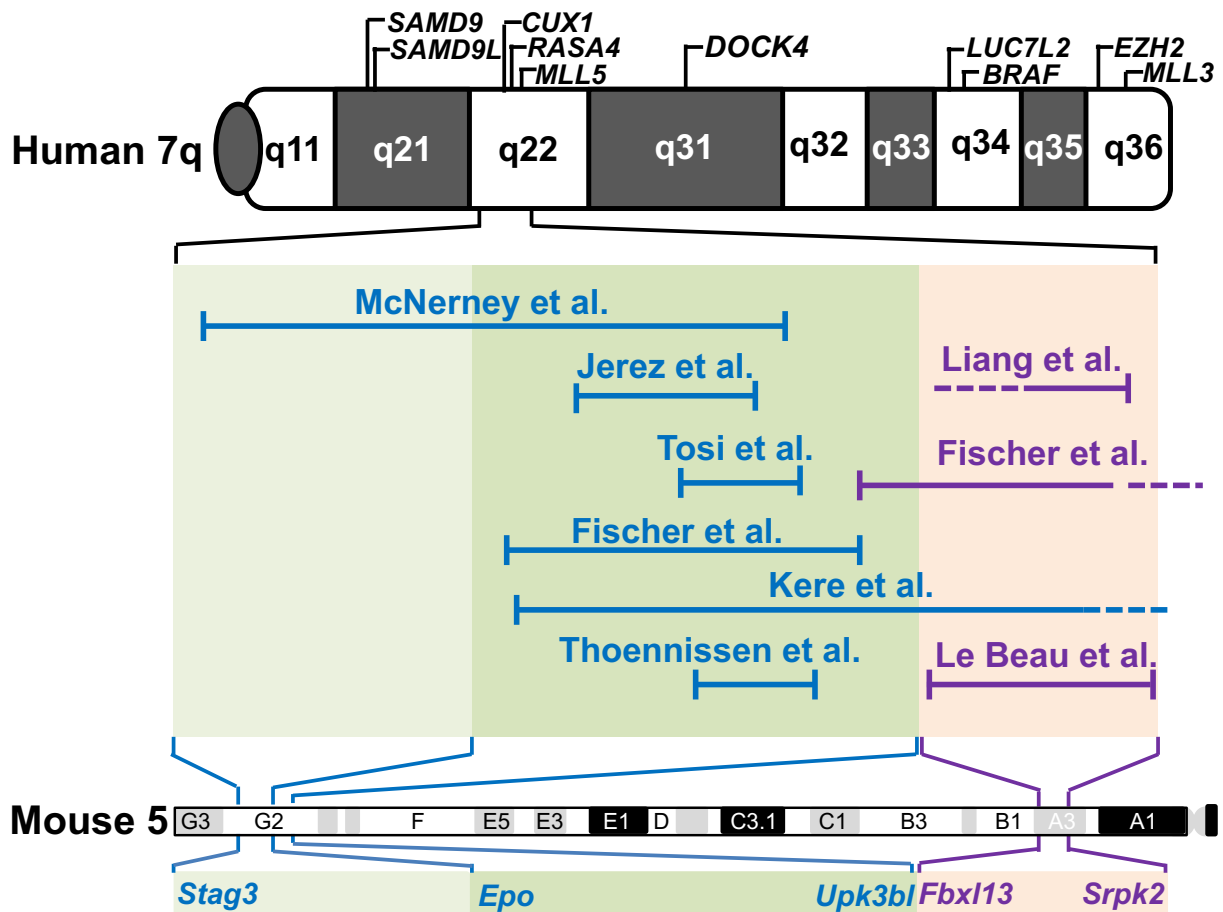 SAMD9
SAMD9L
CUX1
RASA4
MLL5
DOCK4
LUC7L2
BRAF
EZH2
MLL3
Human 7q
q11
q21
q22
q31
q32
q33
q34
q35
q36
McNerney et al.
Jerez et al.
Liang et al.
Tosi et al.
Fischer et al.
Fischer et al.
Kere et al.
Thoennissen et al.
Le Beau et al.
Mouse 5
G3
G2
F
E5
E3
E1
D
C3.1
C1
B3
B1
A3
A1
Stag3
Epo
Upk3bl
Fbxl13
Srpk2